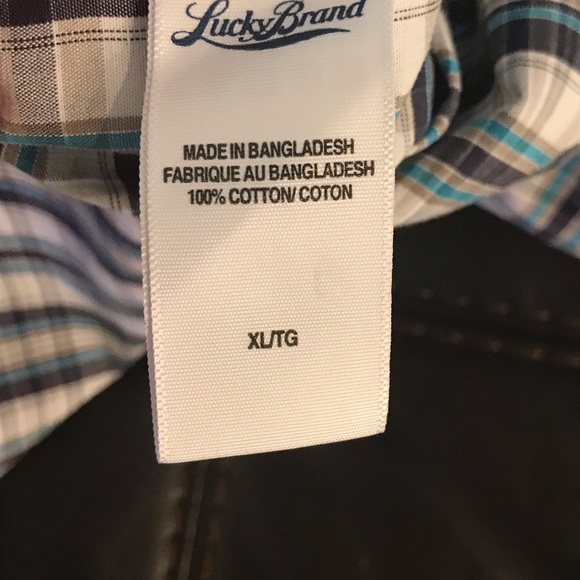 Lucky Brand
MADE IN BANGLADESH
FABRIQUE AU BANGLADESH
100% COTTON/ COTON
XL/TG